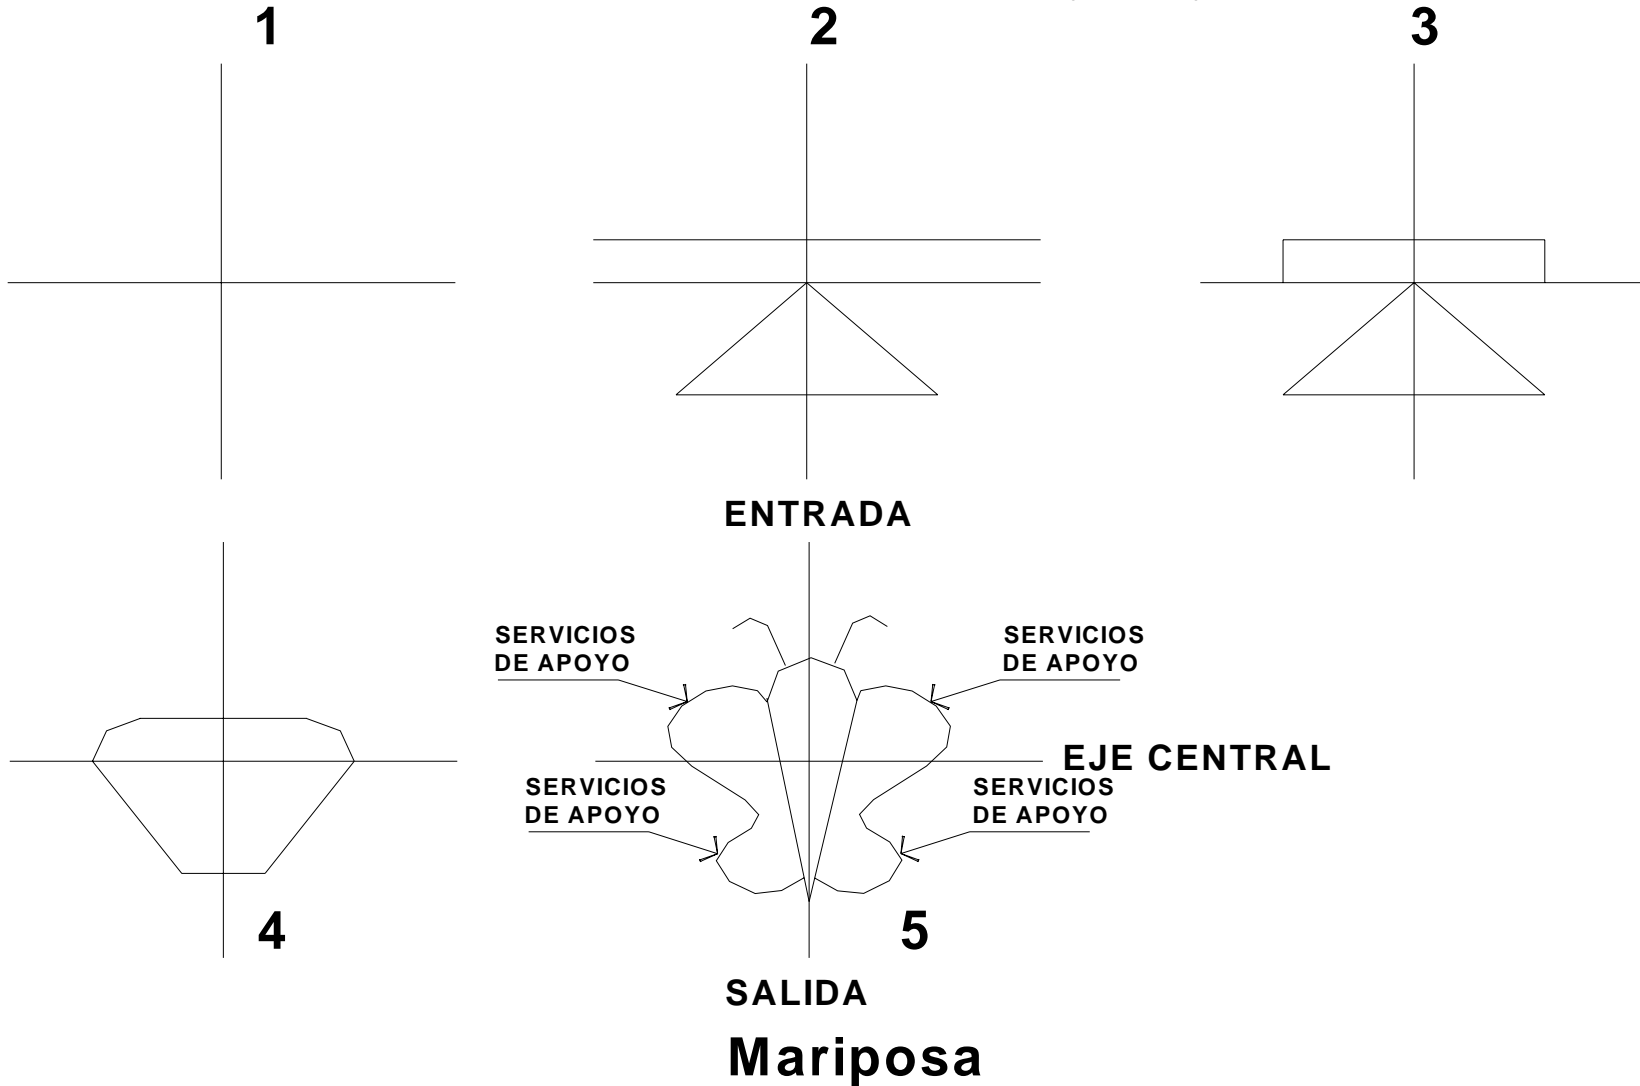 1
2
3
ENTRADA
SERVICIOS
DE APOYO
SERVICIOS
DE APOYO
EJE CENTRAL
SERVICIOS
DE APOYO
SERVICIOS
DE APOYO
4
5
SALIDA
Mariposa